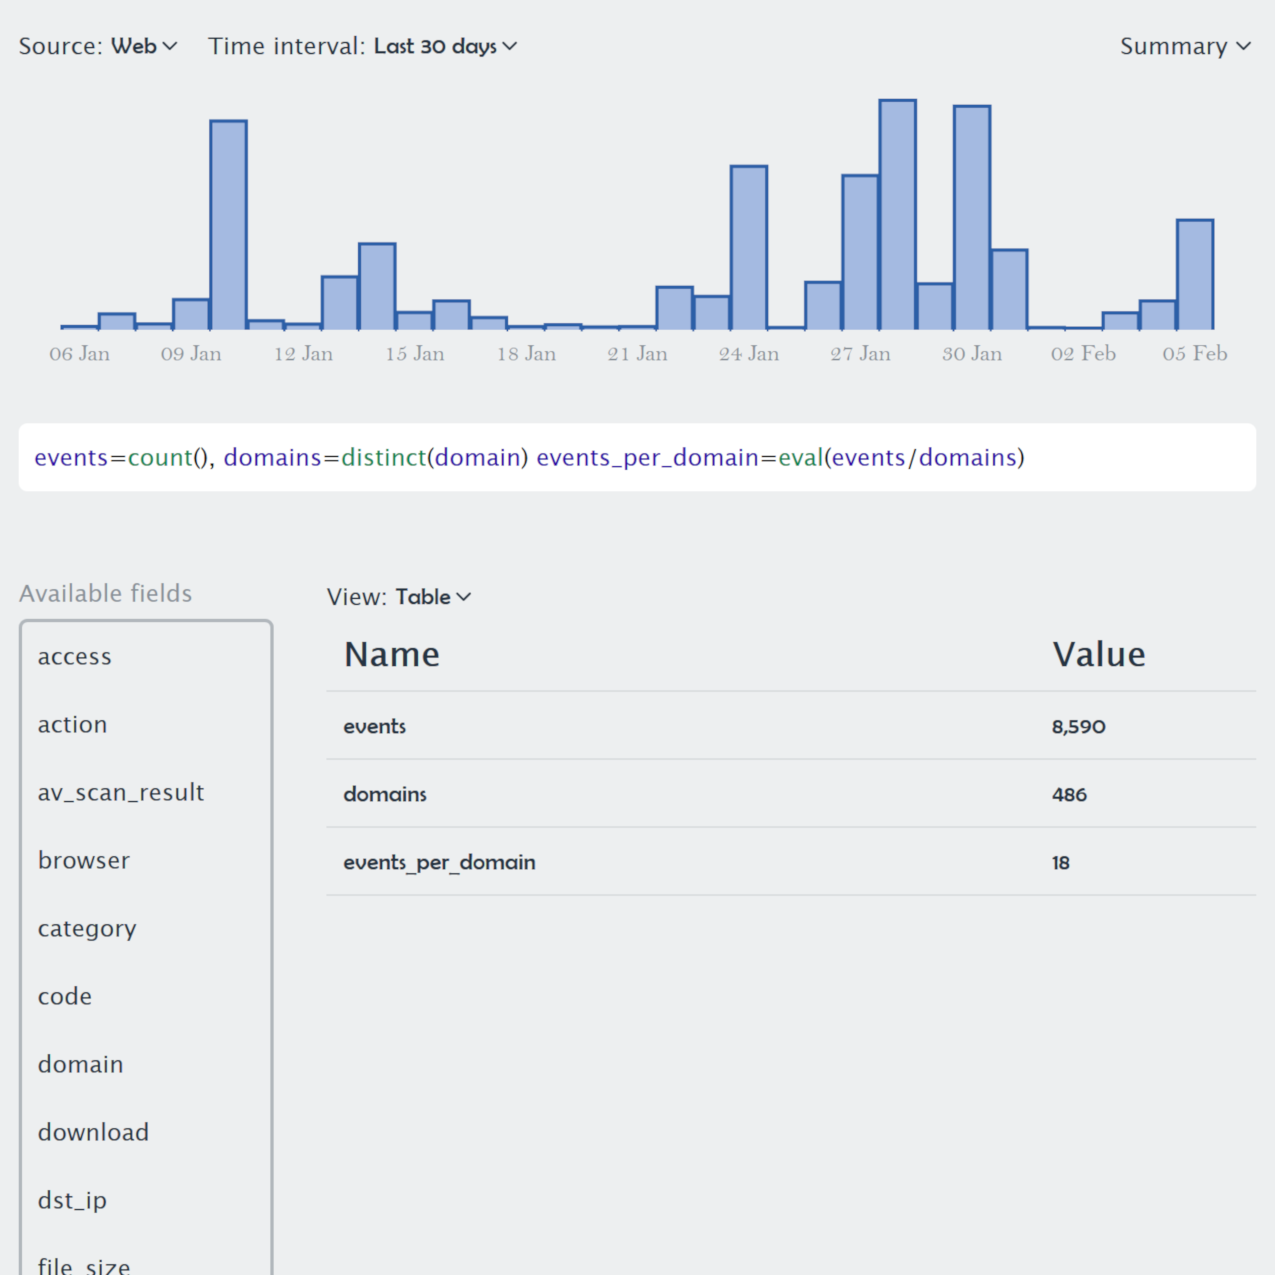 Source: Web Time interval: Last 30 days Summary
06 Jan 09 Jan 12 Jan 15 Jan 18 Jan 21 Jan 24 Jan 27 Jan 30 Jan 02 Feb 05 Feb
events=count(), domains=distinct(domain) events_per_domain=eval(events/domains)
Available fields
access
action
av_scan_result
browser
category
code
domain
download
dst_ip
file_size
View: Table
Name Value
events 8,590
domains 486
events_per_domain 18